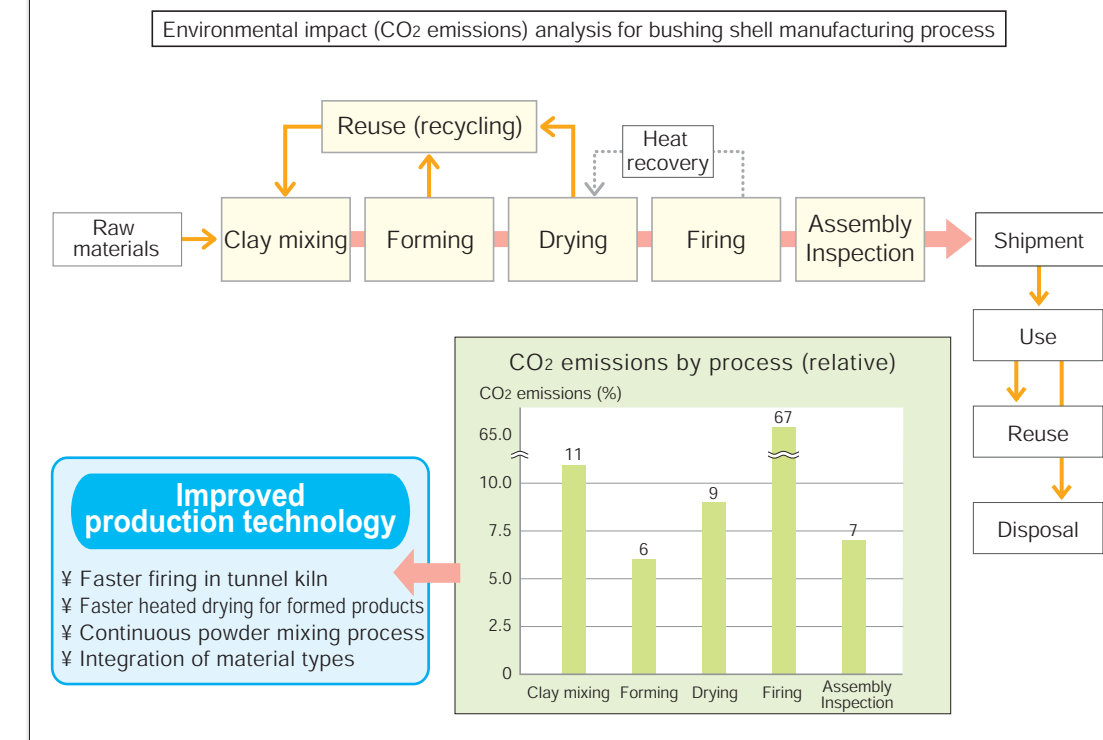 Environmental impact (CO2 emissions) analysis for bushing shell manufacturing process
Reuse (recycling)
Heat
recovery
Raw
materials
Clay mixing
Forming
Drying
Firing
Assembly
Inspection
Shipment
Use
Reuse
Disposal
CO2 emissions by process (relative)
CO2 emissions (%)
65.0
10.0
7.5
5.0
2.5
0
11
6
9
67
7
Clay mixing
Forming
Drying
Firing
Assembly
Inspection
Improved
production technology
¥ Faster firing in tunnel kiln
¥ Faster heated drying for formed products
¥ Continuous powder mixing process
¥ Integration of material types